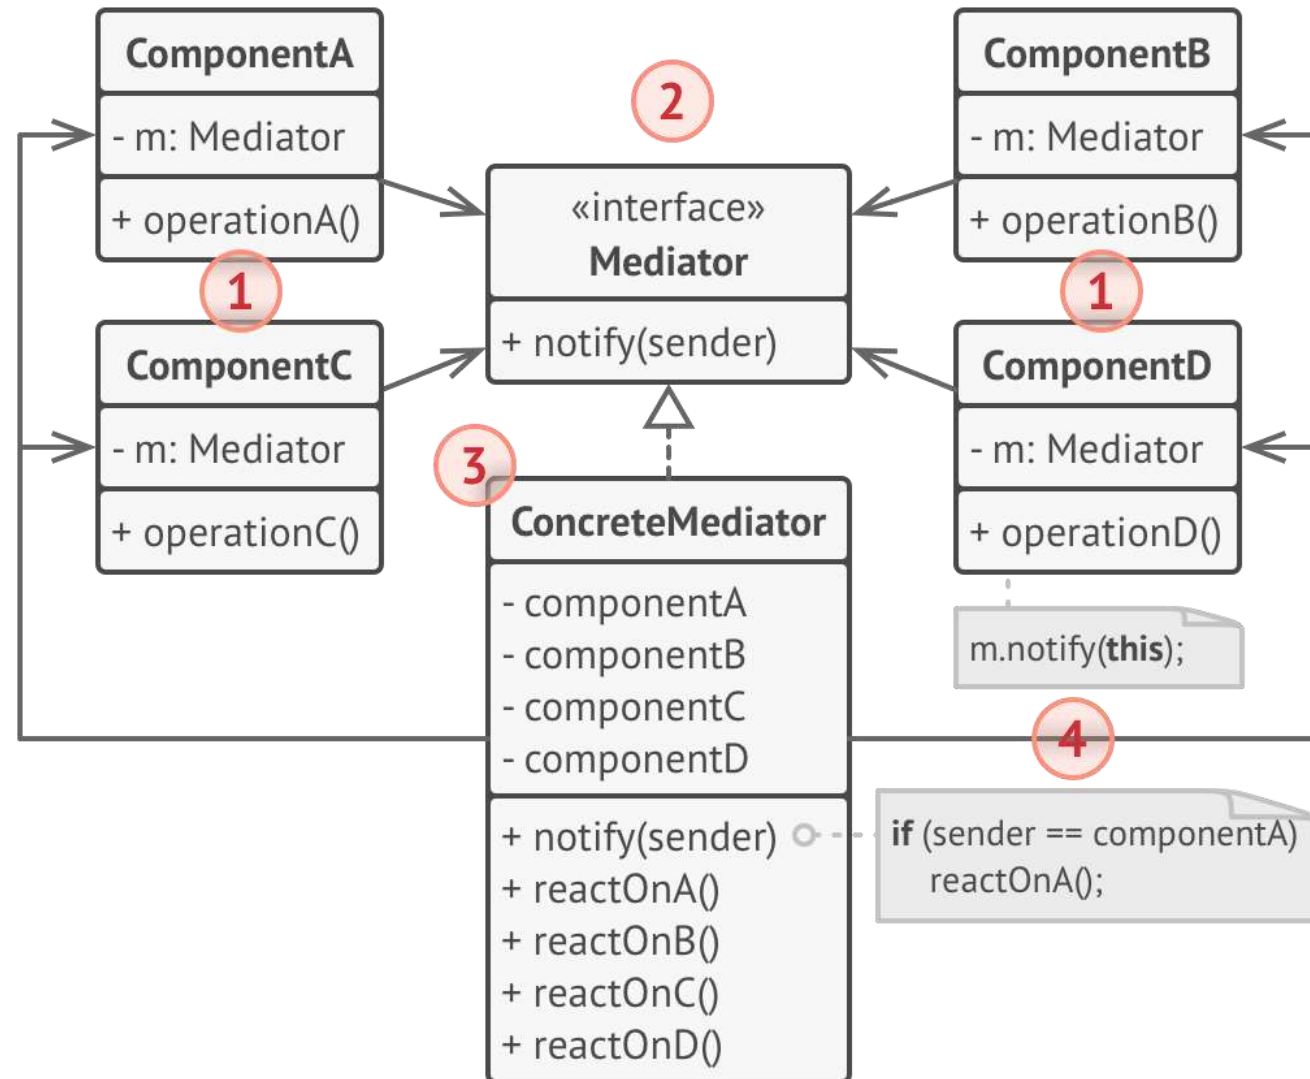 ComponentA
- m: Mediator
+ operationA()
1
ComponentC
- m: Mediator
+ operationC()
2
«interface»
Mediator
+ notify(sender)
ComponentB
- m: Mediator
+ operationB()
1
ComponentD
- m: Mediator
+ operationD()
m.notify(this);
3
ConcreteMediator
- componentA
- componentB
- componentC
- componentD
+ notify(sender)
+ reactOnA()
+ reactOnB()
+ reactOnC()
+ reactOnD()
4
if (sender == componentA)
reactOnA();